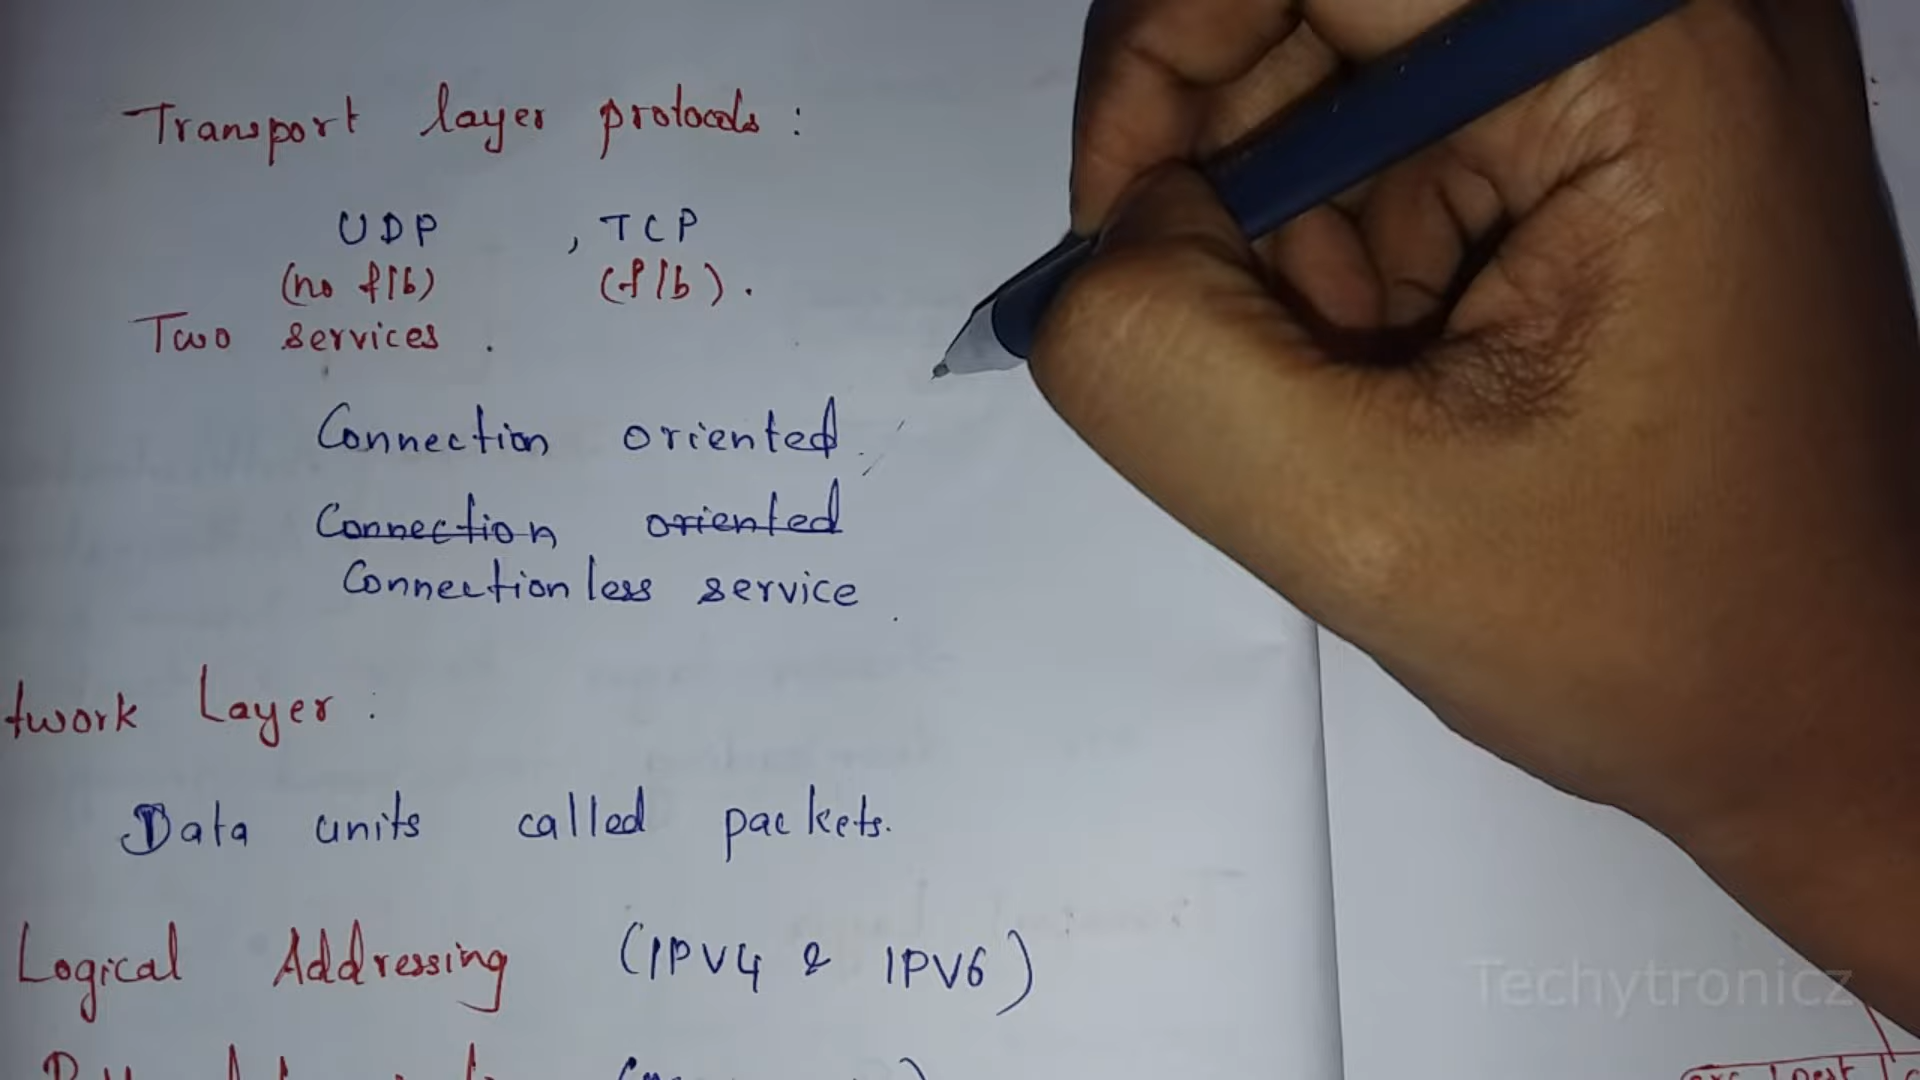 Transport layer protocols :
UDP , TCP
(no f/b) (f/b) .
Two services .
Connection oriented
Connection oriented
Connectionless service
twork Layer :
Data units called packets.
Logical Addressing (IPV4 & IPV6)
Techytronicz